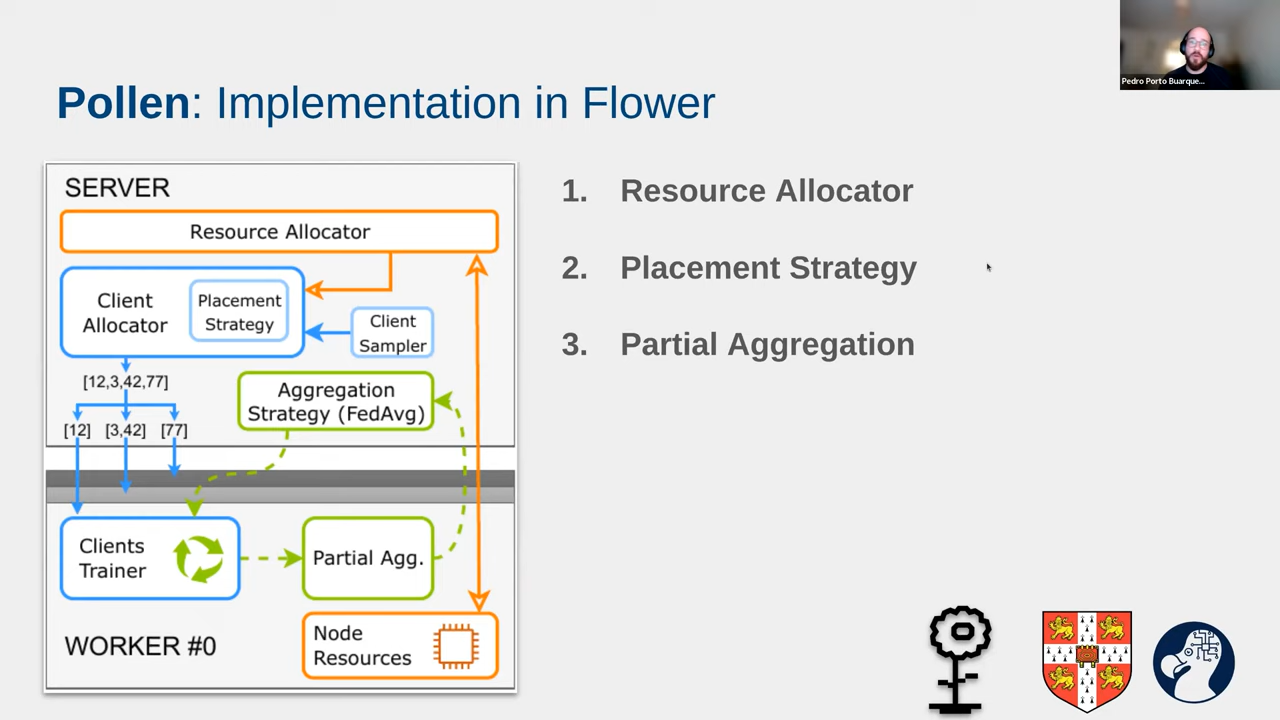 Pedro Porto Buarque...
Pollen: Implementation in Flower
SERVER
Resource Allocator
Client
Allocator
Placement
Strategy
Client
Sampler
[12,3,42,77]
[12] [3,42] [77]
Aggregation
Strategy (FedAvg)
Clients
Trainer
Partial Agg.
WORKER #0
Node
Resources
1. Resource Allocator
2. Placement Strategy
3. Partial Aggregation